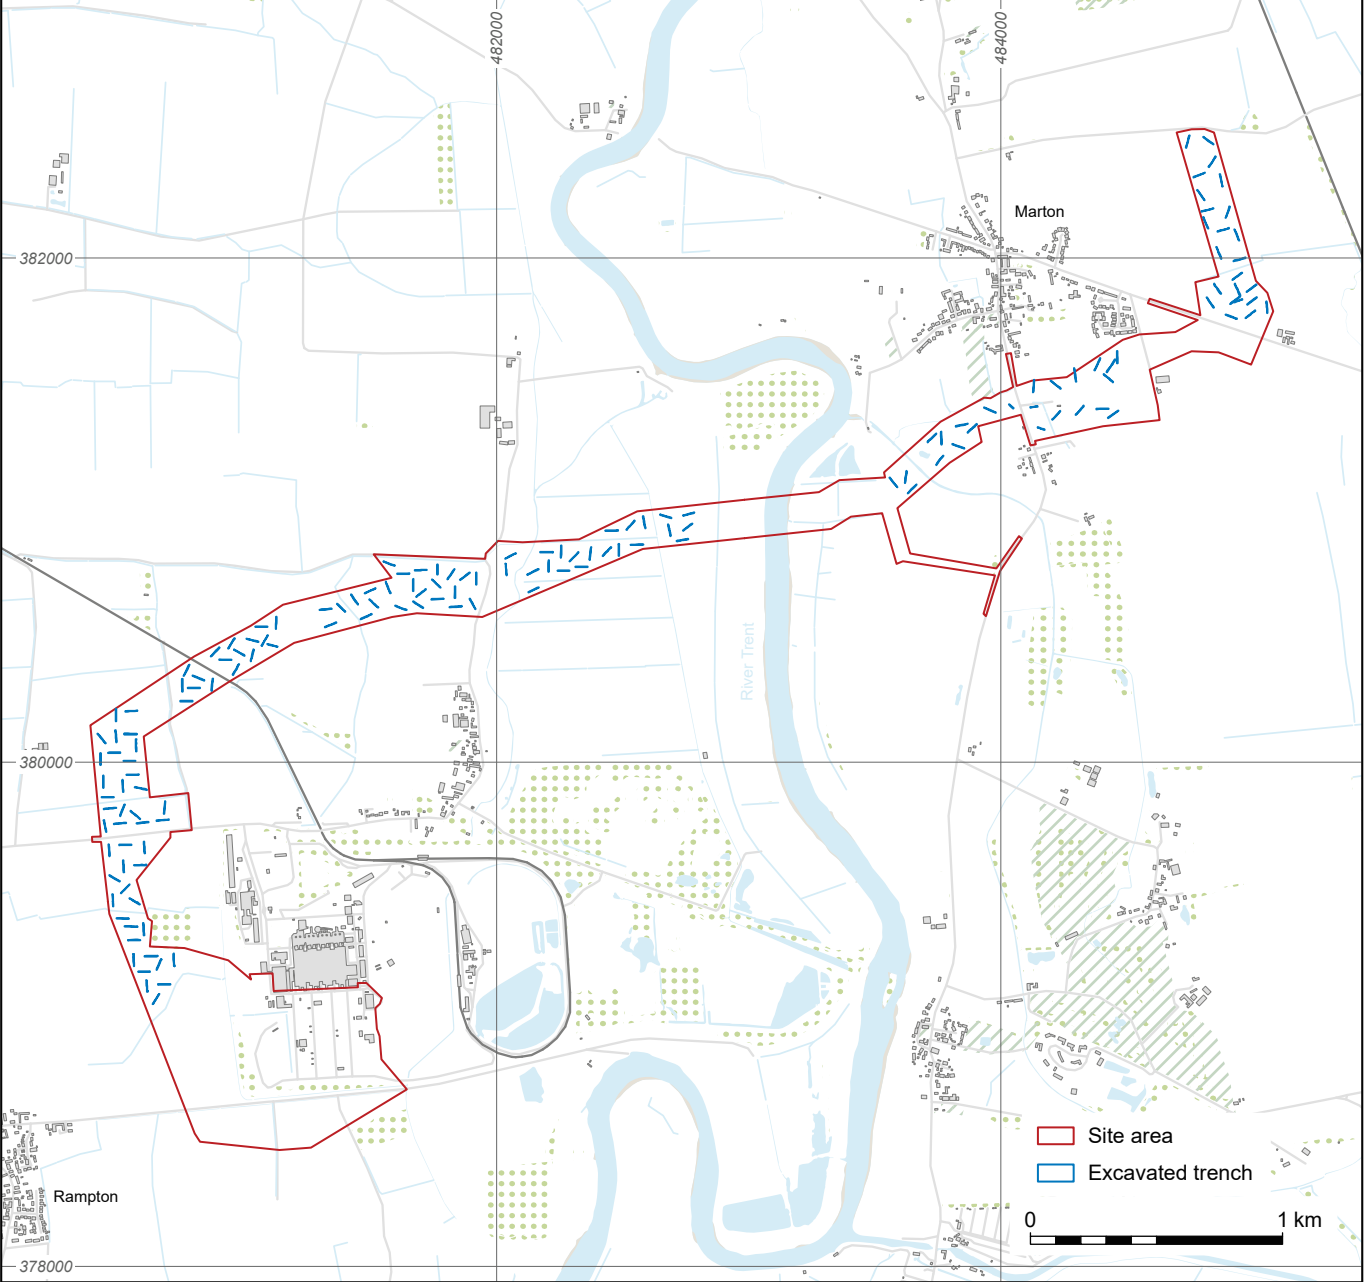 482000
484000
Marton
382000
River Trent
380000
Site area
Excavated trench
Rampton
0
1 km
378000